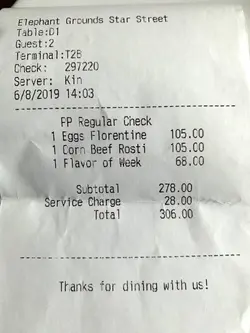 Elephant Grounds Star Street
Table:D1
Guest:2
Terminal:T2B
Check: 297220
Server: Kin
6/8/2019 14:03
PP Regular Check
1 Eggs Florentine 105.00
1 Corn Beef Rosti 105.00
1 Flavor of Week 68.00
Subtotal 278.00
Service Charge 28.00
Total 306.00
Thanks for dining with us!